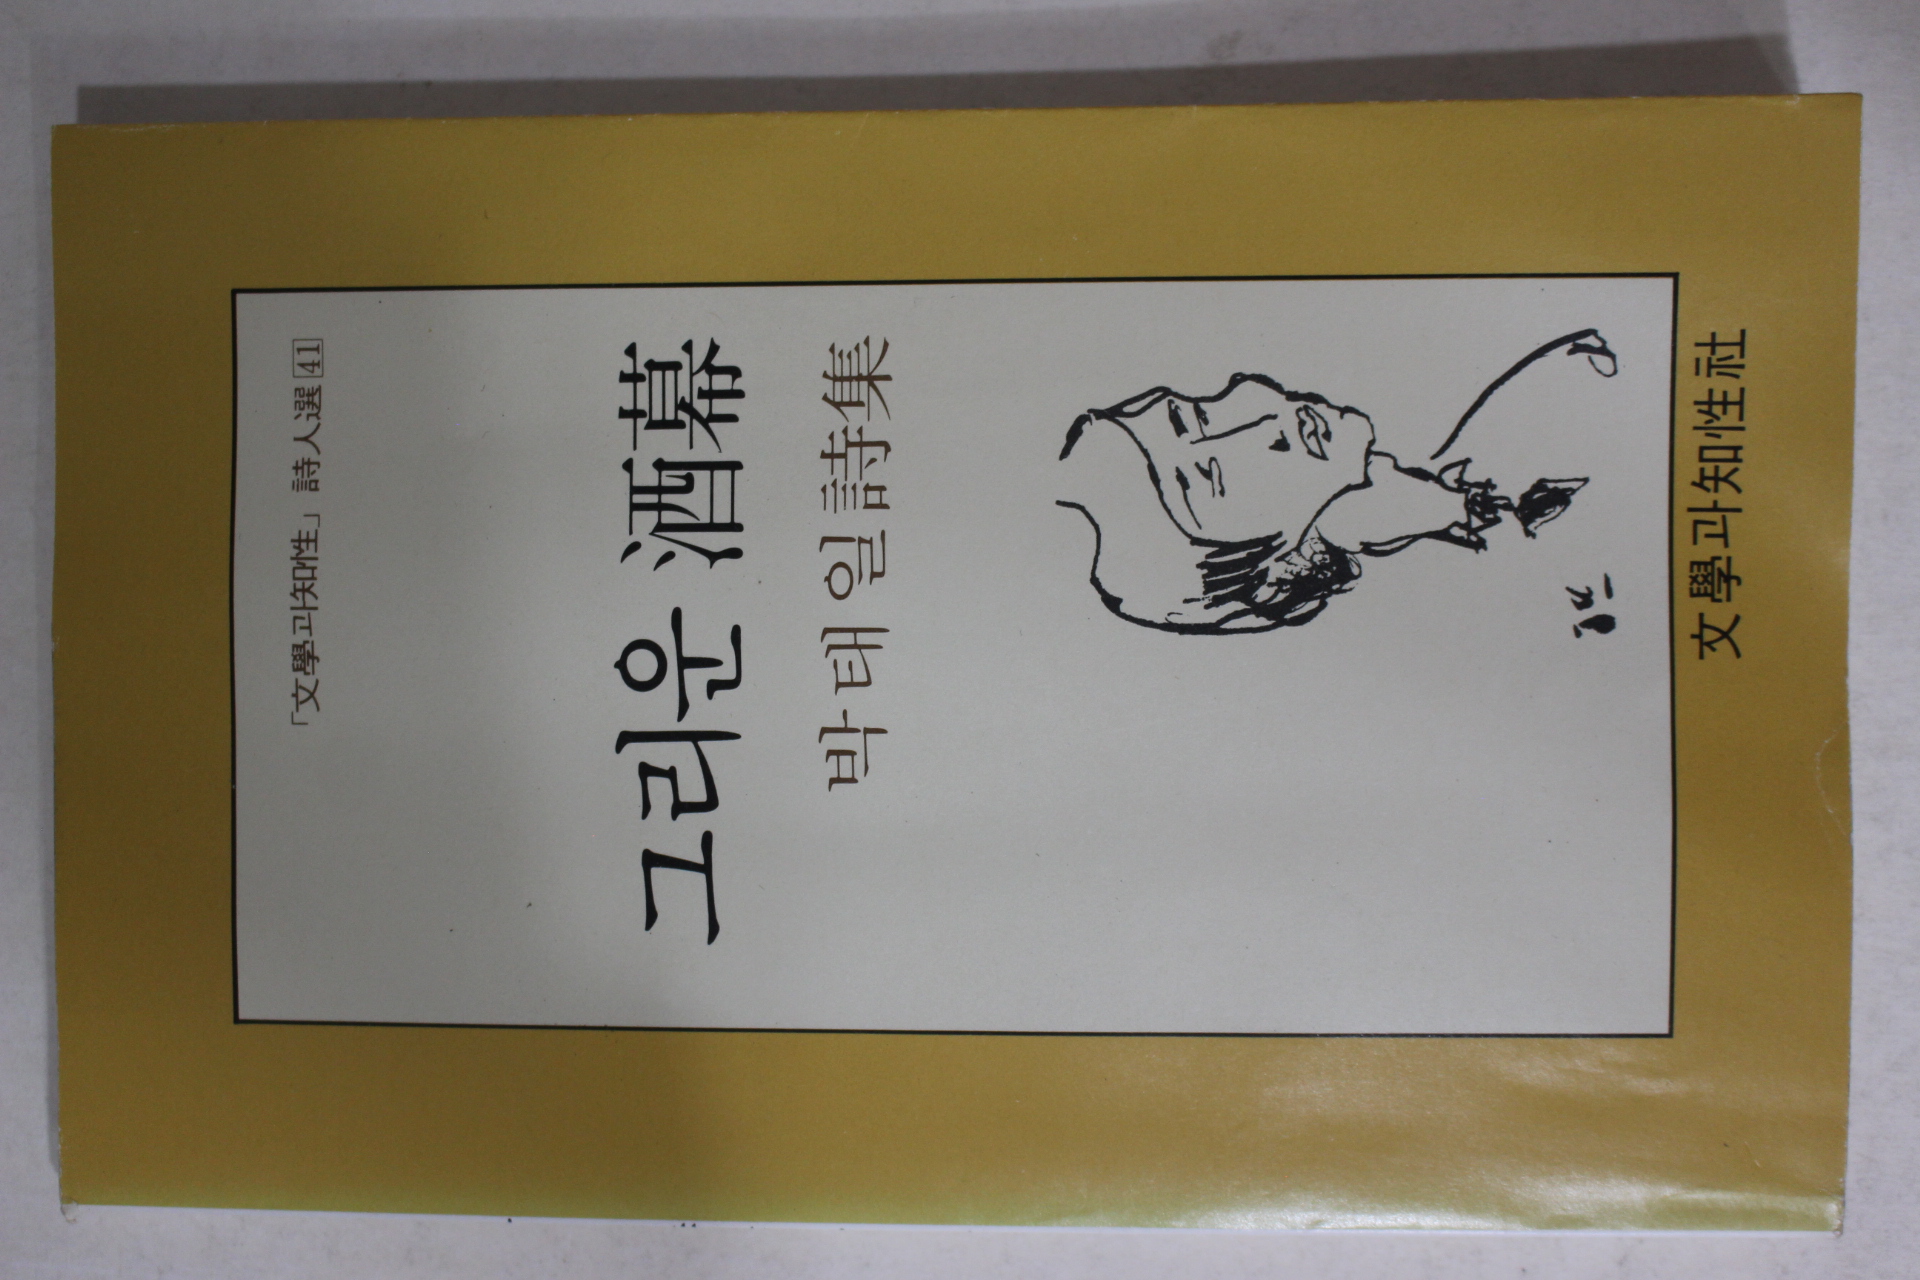 「文學과知性」詩人選 41
그리운 酒幕
박태일詩集
文學과知性社